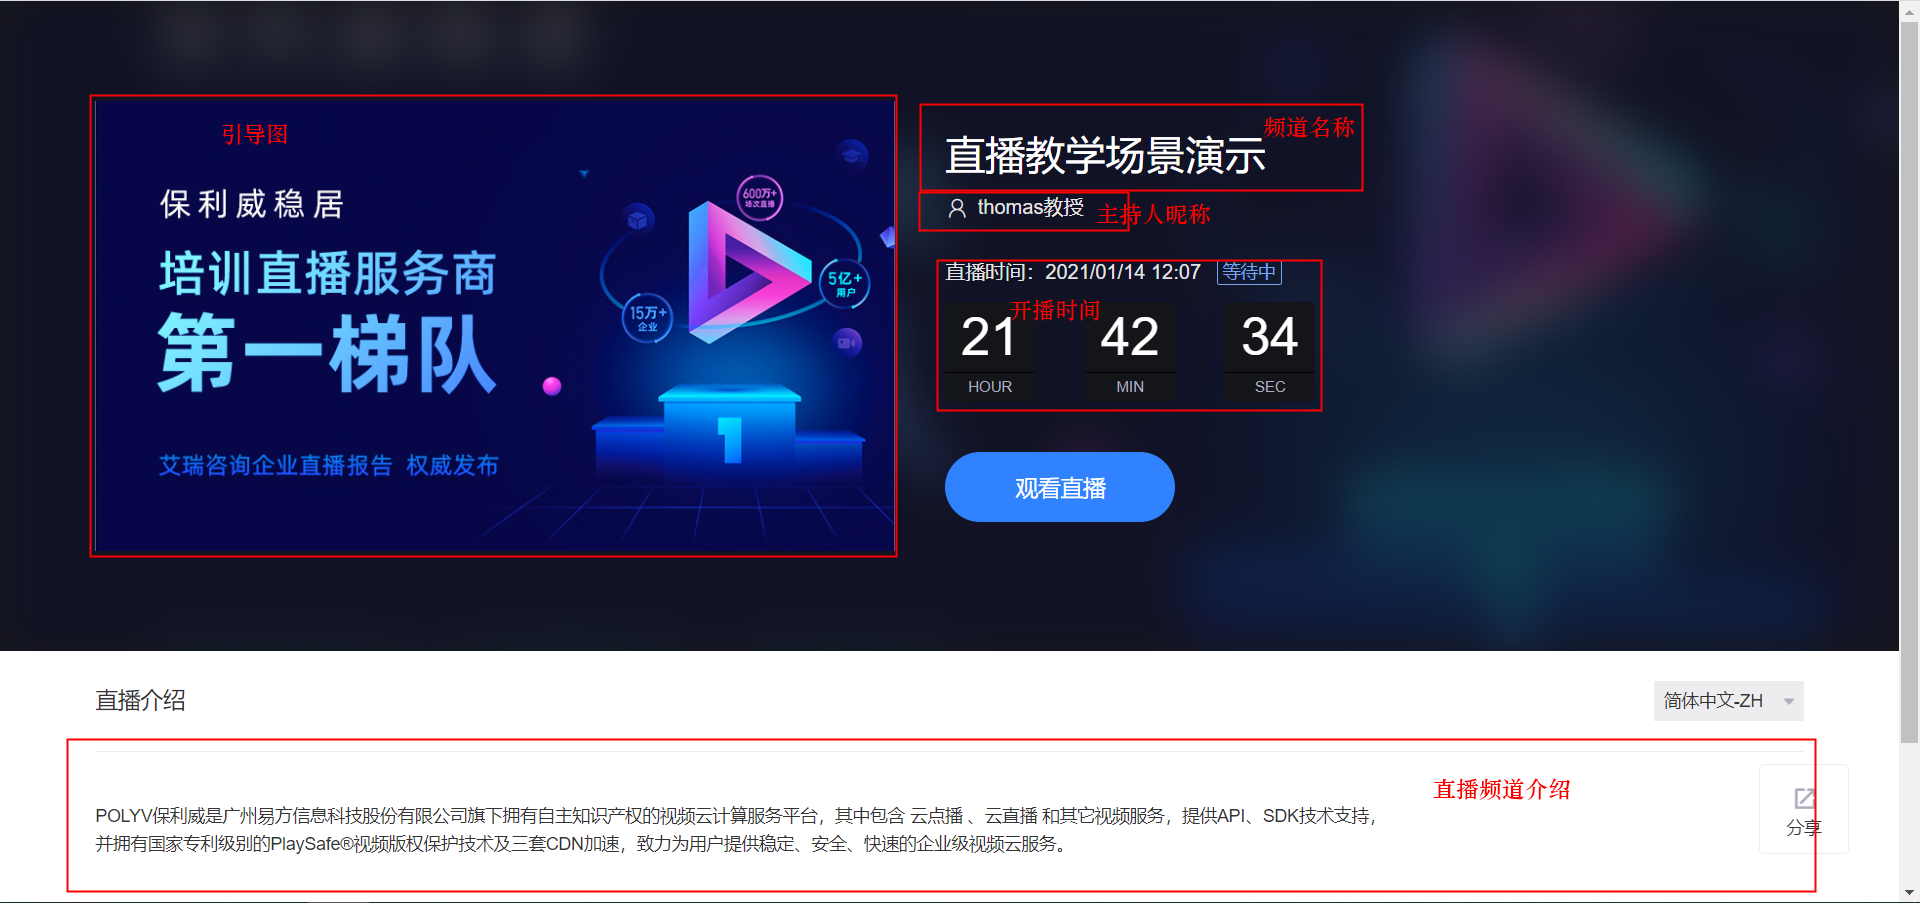 引导图
保利威稳居
培训直播服务商
第一梯队
艾瑞咨询企业直播报告 权威发布
600万+
场次直播
5亿+
用户
15万+
企业
1
频道名称
直播教学场景演示
thomas教授
主持人昵称
直播时间：2021/01/14 12:07 等待中
开播时间
21 42 34
HOUR MIN SEC
观看直播
直播介绍
简体中文-ZH
直播频道介绍
POLYV保利威是广州易方信息科技股份有限公司旗下拥有自主知识产权的视频云计算服务平台，其中包含 云点播 、云直播 和其它视频服务，提供API、SDK技术支持，
并拥有国家专利级别的PlaySafe®视频版权保护技术及三套CDN加速，致力为用户提供稳定、安全、快速的企业级视频云服务。
分享